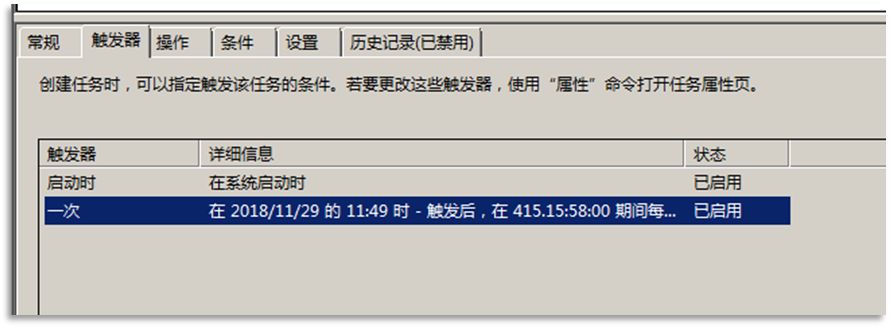 常规 触发器 操作 条件 设置 历史记录(已禁用)
创建任务时，可以指定触发该任务的条件。若要更改这些触发器，使用“属性”命令打开任务属性页。
触发器 详细信息 状态
启动时 在系统启动时 已启用
一次 在 2018/11/29 的 11:49 时 - 触发后，在 415.15:58:00 期间每... 已启用